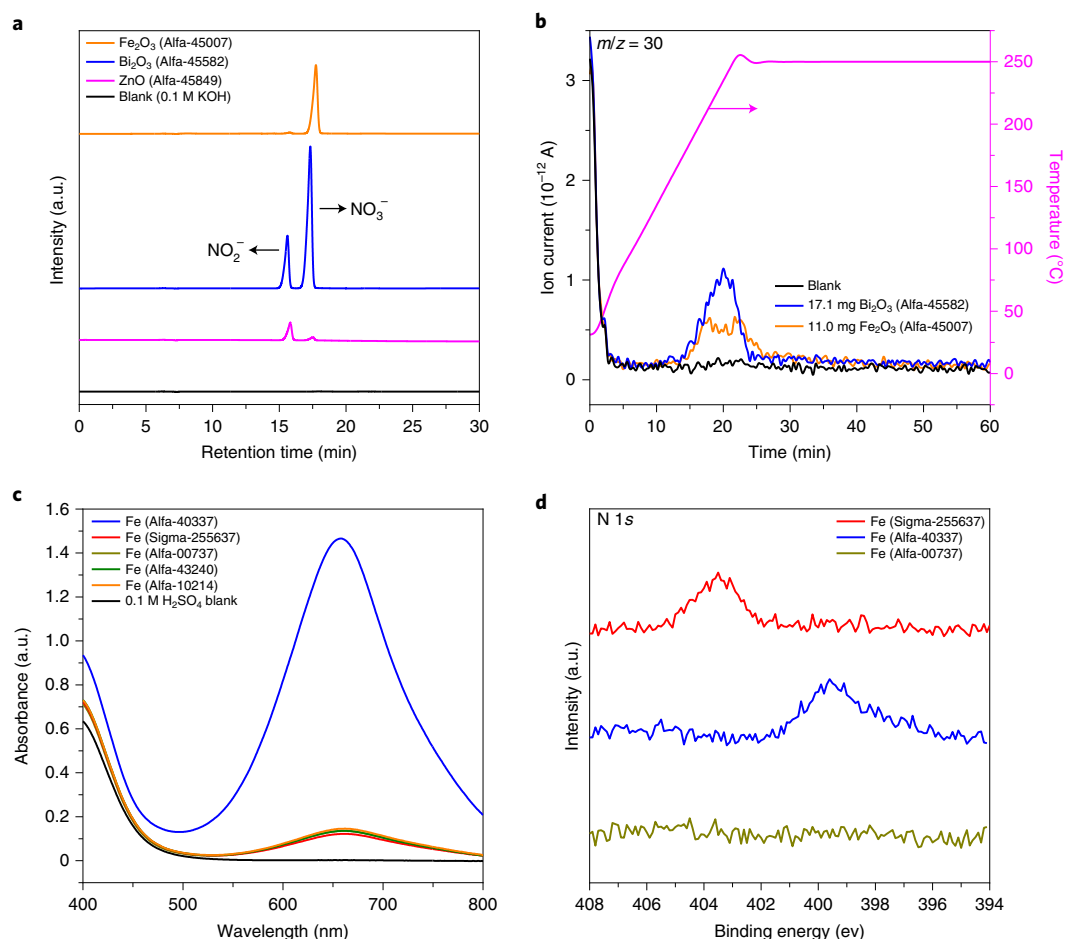 a
Fe₂O₃ (Alfa-45007)
Bi₂O₃ (Alfa-45582)
ZnO (Alfa-45849)
Blank (0.1 M KOH)
NO₃⁻
NO₂⁻
Intensity (a.u.)
0 5 10 15 20 25 30
Retention time (min)
b
m/z = 30
3
2
1
0
Ion current (10⁻¹² A)
250
200
150
100
50
0
Temperature (°C)
Blank
17.1 mg Bi₂O₃ (Alfa-45582)
11.0 mg Fe₂O₃ (Alfa-45007)
0 10 20 30 40 50 60
Time (min)
c
1.6
1.4
1.2
1.0
0.8
0.6
0.4
0.2
0
Absorbance (a.u.)
Fe (Alfa-40337)
Fe (Sigma-255637)
Fe (Alfa-00737)
Fe (Alfa-43240)
Fe (Alfa-10214)
0.1 M H₂SO₄ blank
400 500 600 700 800
Wavelength (nm)
d
N 1s
Fe (Sigma-255637)
Fe (Alfa-40337)
Fe (Alfa-00737)
Intensity (a.u.)
408 406 404 402 400 398 396 394
Binding energy (ev)